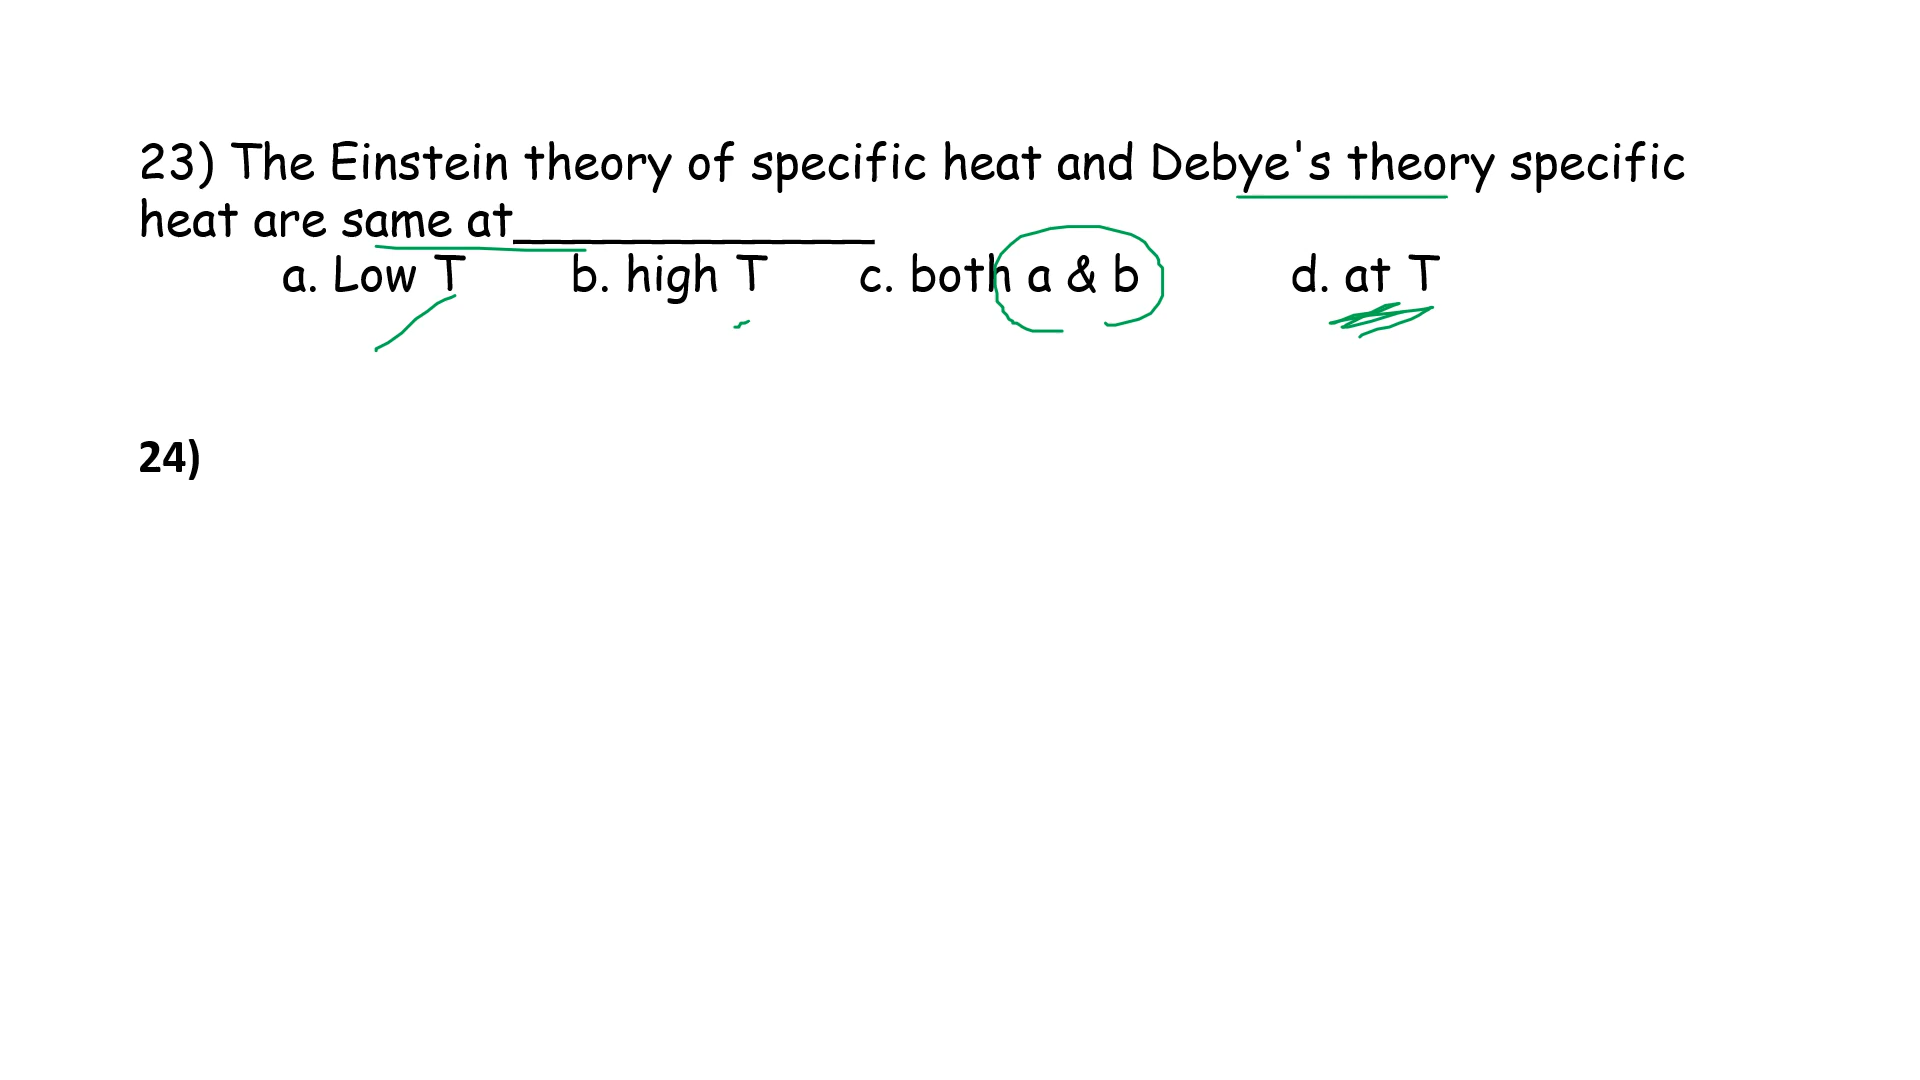 23) The Einstein theory of specific heat and Debye's theory specific
heat are same at_______________
a. Low T b. high T c. both a & b d. at T
24)